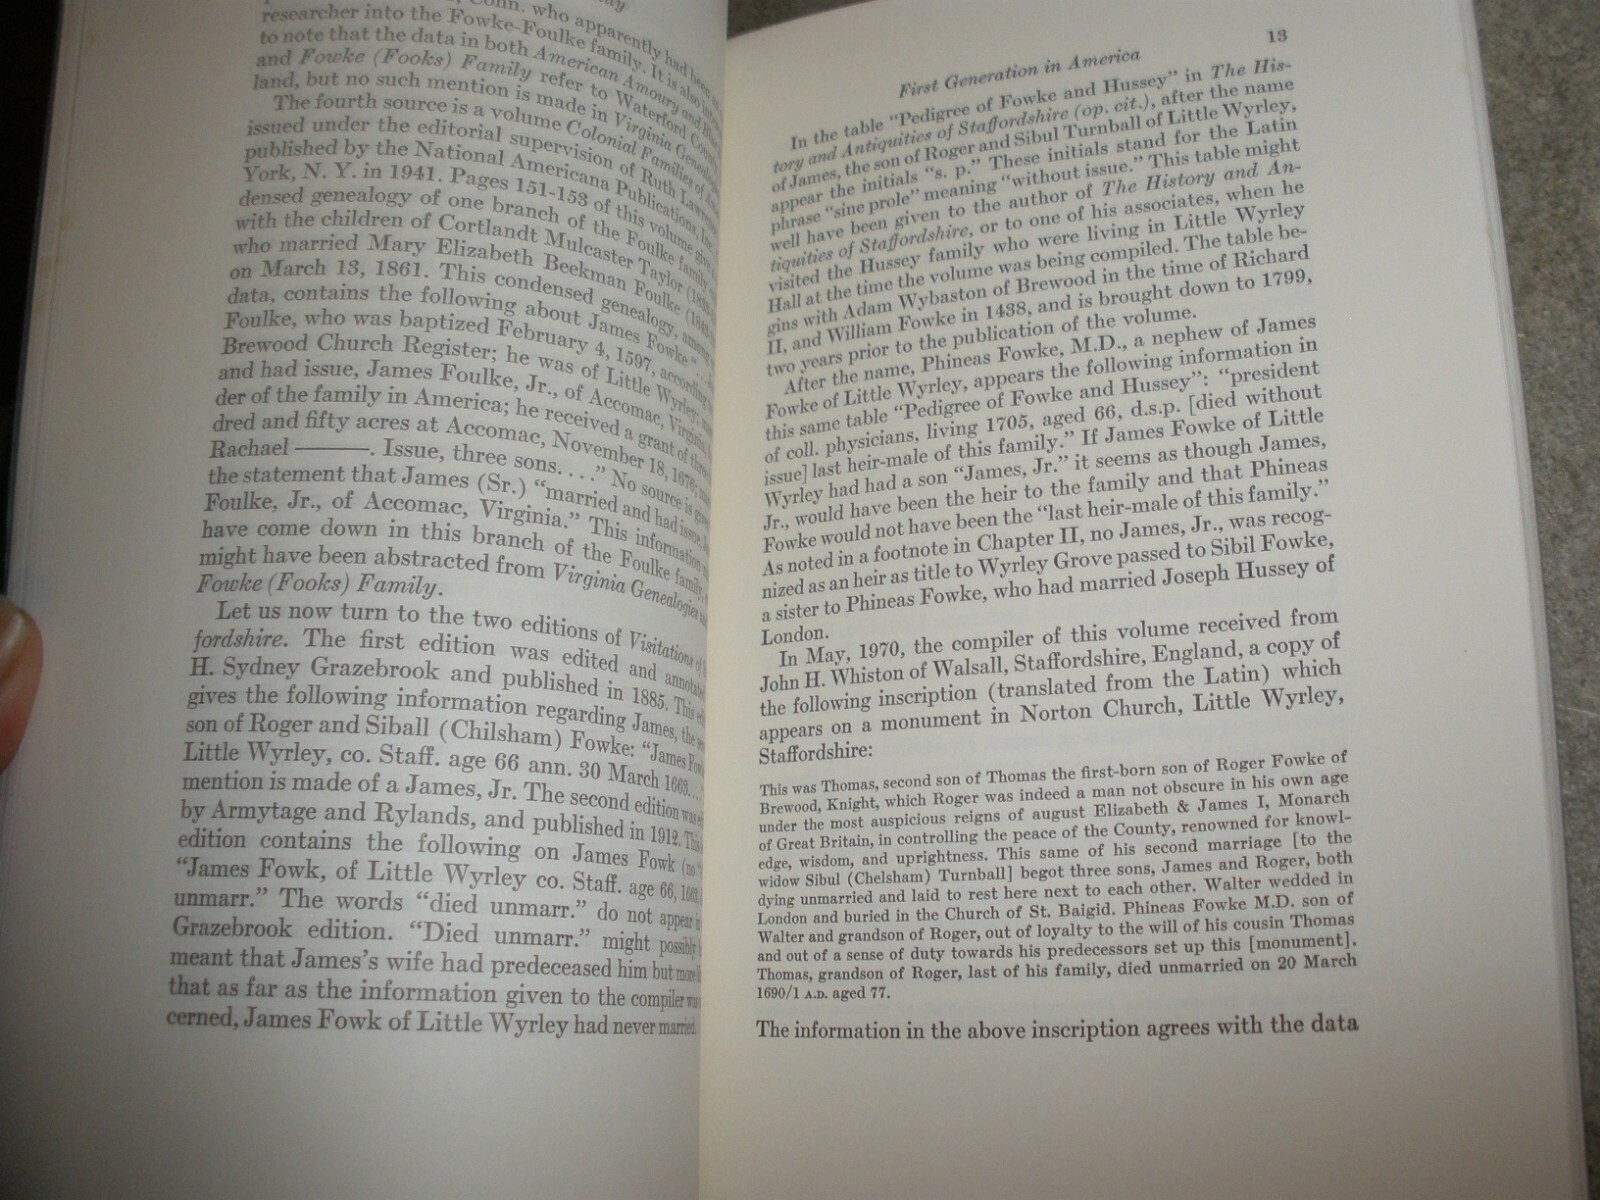 Conn. who apparently had been
researcher into the Fowke-Foulke family. It is also
to note that the data in both American Amoury and
and Fowke (Fooks) Family refer to Waterford
land, but no such mention is made in Virginia
The fourth source is a volume Colonial Families of
issued under the editorial supervision of Ruth Lawrence
published by the National Americana Publications, Inc.
York, N. Y. in 1941. Pages 151-153 of this volume give
densed genealogy of one branch of the Foulke family
with the children of Cortlandt Mulcaster Taylor
who married Mary Elizabeth Beekman Foulke
on March 13, 1861. This condensed genealogy, among
data, contains the following about James Fowke “. . .
Foulke, who was baptized February 4, 1597, according to
Brewood Church Register; he was of Little Wyrley;
and had issue, James Foulke, Jr., of Accomac, Virginia,
der of the family in America; he received a grant of three
dred and fifty acres at Accomac, November 18, 1676;
Rachael ———. Issue, three sons. . . .” No source is given
the statement that James (Sr.) “married and had issue,
Foulke, Jr., of Accomac, Virginia.” This information
have come down in this branch of the Foulke family,
might have been abstracted from Virginia Genealogies
Fowke (Fooks) Family.
Let us now turn to the two editions of Visitations of
fordshire. The first edition was edited and annotated
H. Sydney Grazebrook and published in 1885. This
gives the following information regarding James, the
son of Roger and Siball (Chilsham) Fowke: “James
Little Wyrley, co. Staff. age 66 ann. 30 March 1663. . . .”
mention is made of a James, Jr. The second edition was
by Armytage and Rylands, and published in 1912. This
edition contains the following on James Fowk (no
“James Fowk, of Little Wyrley co. Staff. age 66, 1663,
unmarr.” The words “died unmarr.” do not appear in
Grazebrook edition. “Died unmarr.” might possibly
meant that James’s wife had predeceased him but more
that as far as the information given to the compiler was
cerned, James Fowk of Little Wyrley had never married.
First Generation in America 13
In the table “Pedigree of Fowke and Hussey” in The His-
tory and Antiquities of Staffordshire (op. cit.), after the name
of James, the son of Roger and Sibul Turnball of Little Wyrley,
appear the initials “s. p.” These initials stand for the Latin
phrase “sine prole” meaning “without issue.” This table might
well have been given to the author of The History and An-
tiquities of Staffordshire, or to one of his associates, when he
visited the Hussey family who were living in Little Wyrley
Hall at the time the volume was being compiled. The table be-
gins with Adam Wybaston of Brewood in the time of Richard
II, and William Fowke in 1438, and is brought down to 1799,
two years prior to the publication of the volume.
After the name, Phineas Fowke, M.D., a nephew of James
Fowke of Little Wyrley, appears the following information in
this same table “Pedigree of Fowke and Hussey”: “president
of coll. physicians, living 1705, aged 66, d.s.p. [died without
issue] last heir-male of this family.” If James Fowke of Little
Wyrley had had a son “James, Jr.” it seems as though James,
Jr., would have been the heir to the family and that Phineas
Fowke would not have been the “last heir-male of this family.”
As noted in a footnote in Chapter II, no James, Jr., was recog-
nized as an heir as title to Wyrley Grove passed to Sibil Fowke,
a sister to Phineas Fowke, who had married Joseph Hussey of
London.
In May, 1970, the compiler of this volume received from
John H. Whiston of Walsall, Staffordshire, England, a copy of
the following inscription (translated from the Latin) which
appears on a monument in Norton Church, Little Wyrley,
Staffordshire:
This was Thomas, second son of Thomas the first-born son of Roger Fowke of
Brewood, Knight, which Roger was indeed a man not obscure in his own age
under the most auspicious reigns of august Elizabeth & James I, Monarch
of Great Britain, in controlling the peace of the County, renowned for knowl-
edge, wisdom, and uprightness. This same of his second marriage [to the
widow Sibul (Chelsham) Turnball] begot three sons, James and Roger, both
dying unmarried and laid to rest here next to each other. Walter wedded in
London and buried in the Church of St. Baigid. Phineas Fowke M.D. son of
Walter and grandson of Roger, out of loyalty to the will of his cousin Thomas
and out of a sense of duty towards his predecessors set up this [monument].
Thomas, grandson of Roger, last of his family, died unmarried on 20 March
1690/1 A.D. aged 77.
The information in the above inscription agrees with the data